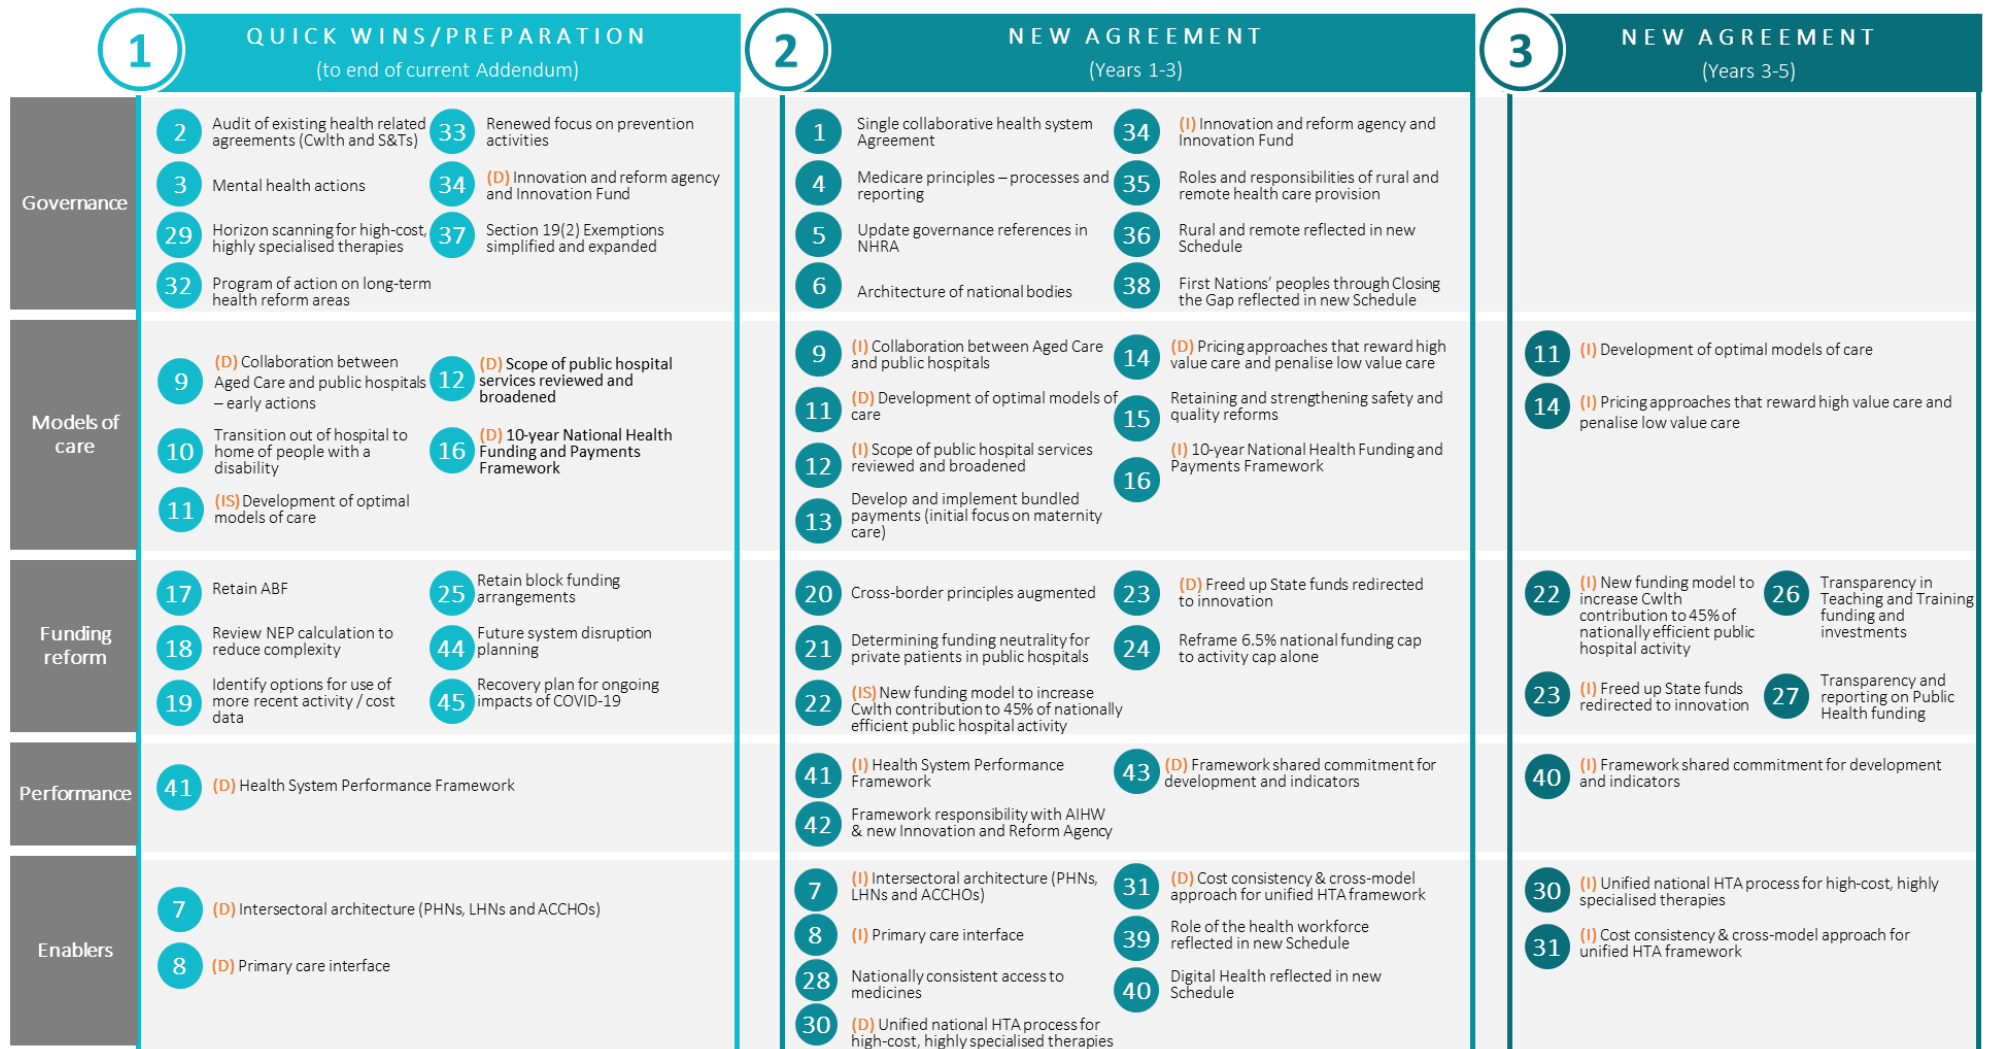 1
QUICK WINS/PREPARATION
(to end of current Addendum)
2
NEW AGREEMENT
(Years 1-3)
3
NEW AGREEMENT
(Years 3-5)
Governance
2
Audit of existing health related
agreements (Cwlth and S&Ts)
3
Mental health actions
29
Horizon scanning for high-cost,
highly specialised therapies
32
Program of action on long-term
health reform areas
33
Renewed focus on prevention
activities
34
(D) Innovation and reform agency
and Innovation Fund
37
Section 19(2) Exemptions
simplified and expanded
1
Single collaborative health system
Agreement
4
Medicare principles – processes and
reporting
5
Update governance references in
NHRA
6
Architecture of national bodies
34
(I) Innovation and reform agency and
Innovation Fund
35
Roles and responsibilities of rural and
remote health care provision
36
Rural and remote reflected in new
Schedule
38
First Nations’ peoples through Closing
the Gap reflected in new Schedule
Models of
care
9
(D) Collaboration between
Aged Care and public hospitals
– early actions
10
Transition out of hospital to
home of people with a
disability
11
(IS) Development of optimal
models of care
12
(D) Scope of public hospital
services reviewed and
broadened
16
(D) 10-year National Health
Funding and Payments
Framework
9
(I) Collaboration between Aged Care
and public hospitals
11
(D) Development of optimal models of
care
12
(I) Scope of public hospital services
reviewed and broadened
13
Develop and implement bundled
payments (initial focus on maternity
care)
14
(D) Pricing approaches that reward high
value care and penalise low value care
15
Retaining and strengthening safety and
quality reforms
16
(I) 10-year National Health Funding and
Payments Framework
11
(I) Development of optimal models of care
14
(I) Pricing approaches that reward high value care and
penalise low value care
Funding
reform
17
Retain ABF
18
Review NEP calculation to
reduce complexity
19
Identify options for use of
more recent activity / cost
data
25
Retain block funding
arrangements
44
Future system disruption
planning
45
Recovery plan for ongoing
impacts of COVID-19
20
Cross-border principles augmented
21
Determining funding neutrality for
private patients in public hospitals
22
(IS) New funding model to increase
Cwlth contribution to 45% of nationally
efficient public hospital activity
23
(D) Freed up State funds redirected
to innovation
24
Reframe 6.5% national funding cap
to activity cap alone
22
(I) New funding model to
increase Cwlth
contribution to 45% of
nationally efficient public
hospital activity
23
(I) Freed up State funds
redirected to innovation
26
Transparency in
Teaching and Training
funding and
investments
27
Transparency and
reporting on Public
Health funding
Performance
41
(D) Health System Performance Framework
41
(I) Health System Performance
Framework
42
Framework responsibility with AIHW
& new Innovation and Reform Agency
43
(D) Framework shared commitment for
development and indicators
40
(I) Framework shared commitment for development
and indicators
Enablers
7
(D) Intersectoral architecture (PHNs, LHNs and ACCHOs)
8
(D) Primary care interface
7
(I) Intersectoral architecture (PHNs,
LHNs and ACCHOs)
8
(I) Primary care interface
28
Nationally consistent access to
medicines
30
(D) Unified national HTA process for
high-cost, highly specialised therapies
31
(D) Cost consistency & cross-model
approach for unified HTA framework
39
Role of the health workforce
reflected in new Schedule
40
Digital Health reflected in new
Schedule
30
(I) Unified national HTA process for high-cost, highly
specialised therapies
31
(I) Cost consistency & cross-model approach for
unified HTA framework